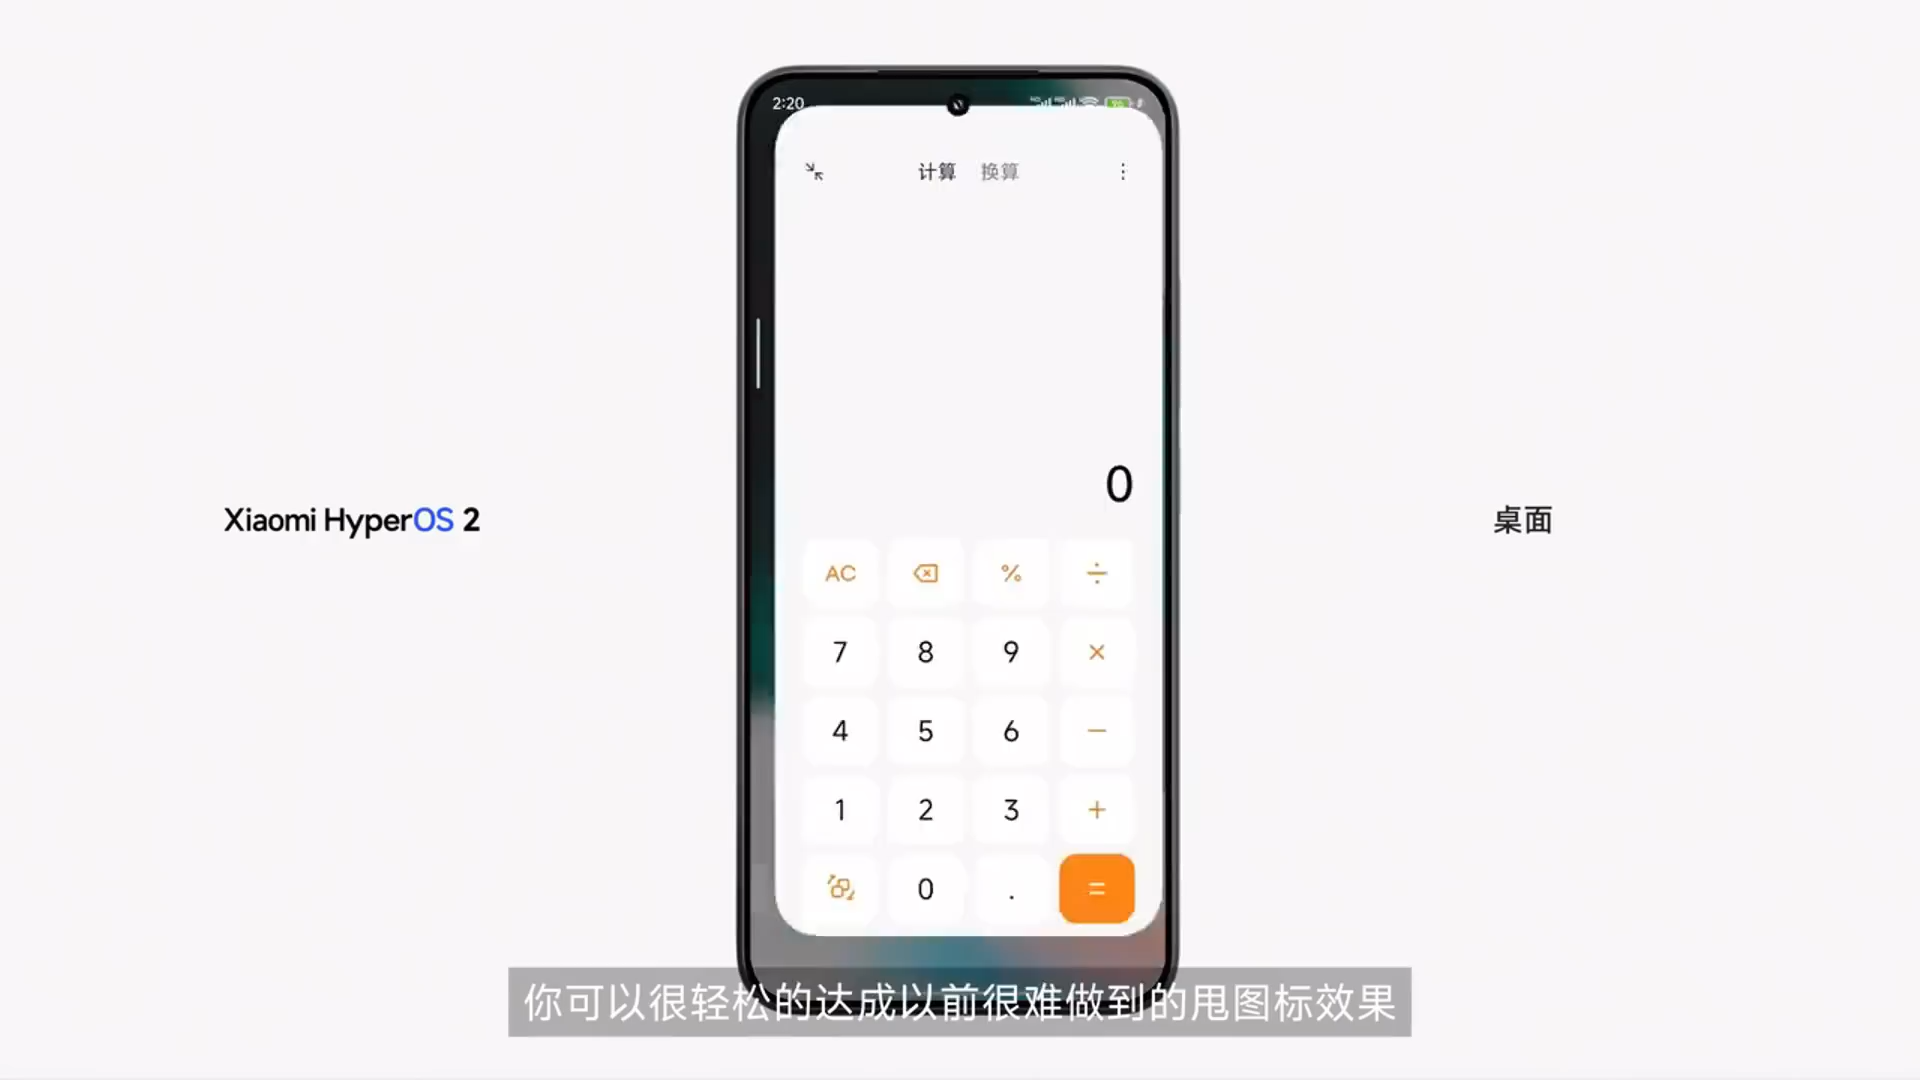 2:20
计算 换算
0
AC % ÷
7 8 9 ×
4 5 6 −
1 2 3 +
0 . =
Xiaomi HyperOS 2
桌面
你可以很轻松的达成以前很难做到的甩图标效果